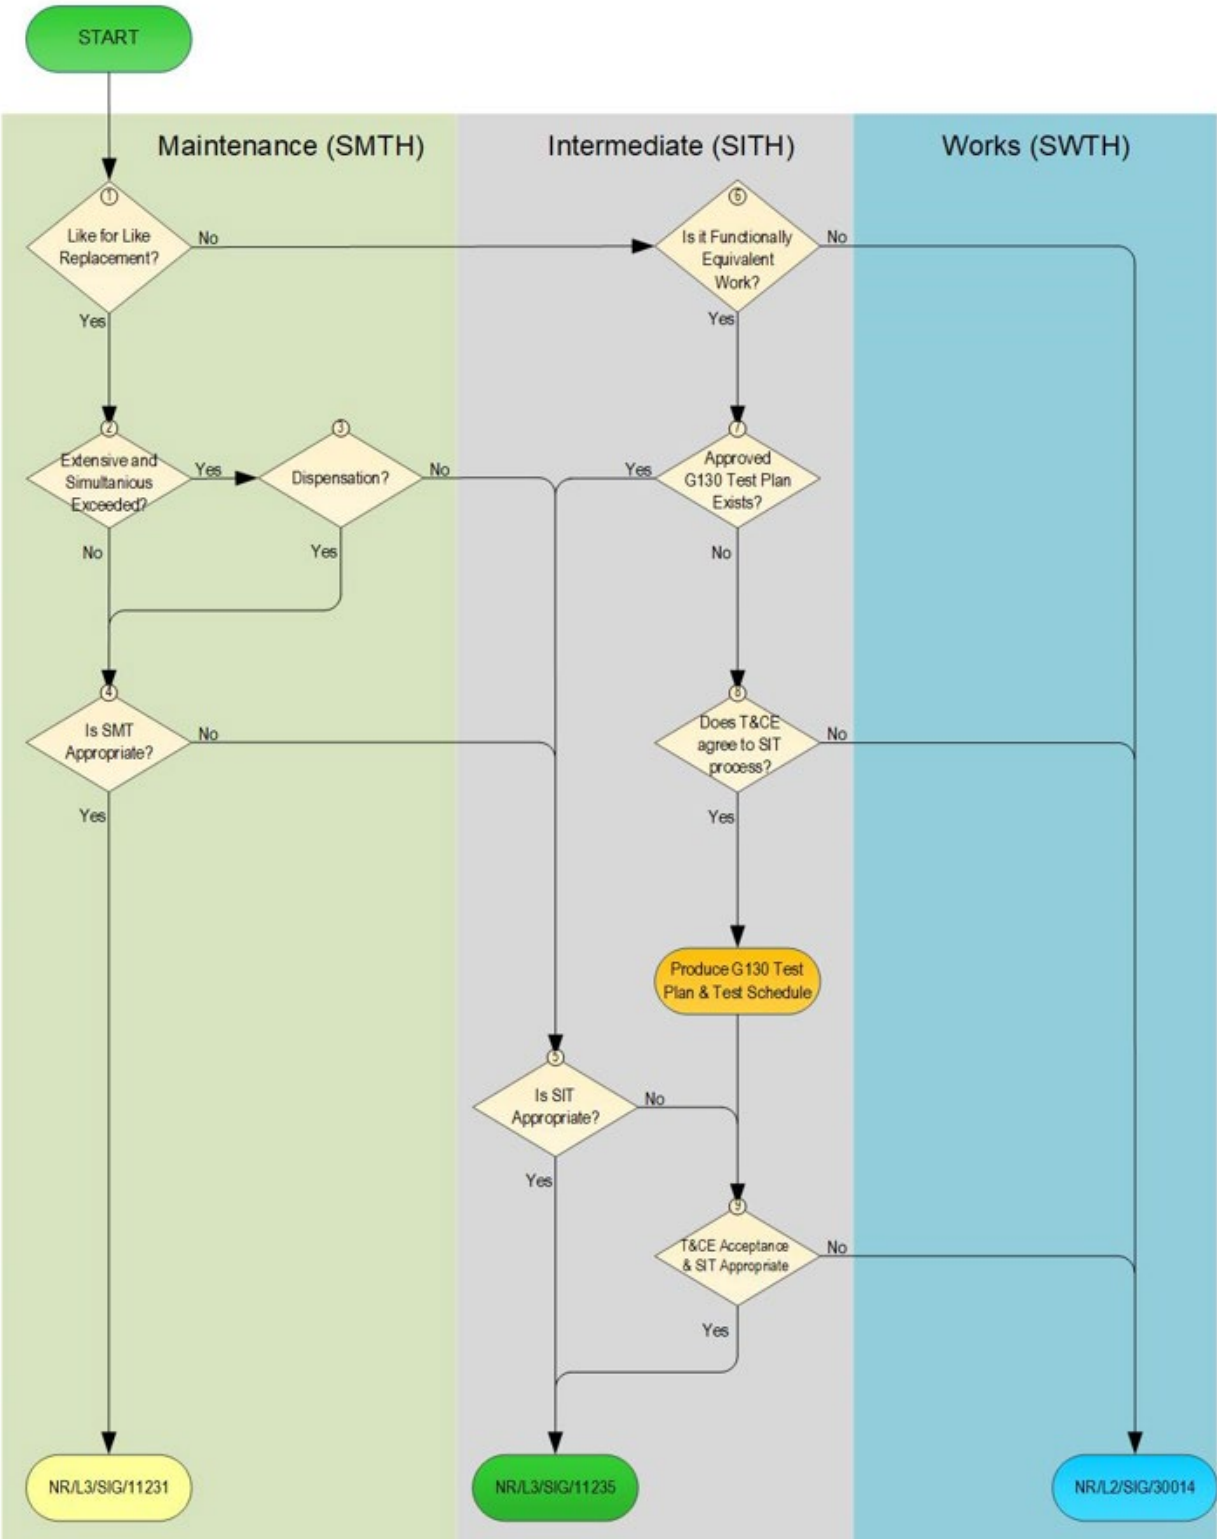 START
Maintenance (SMTH)
Intermediate (SITH)
Works (SWTH)
1
Like for Like
Replacement?
No
Yes
6
Is it Functionally
Equivalent
Work?
No
Yes
2
Extensive and
Simultanious
Exceeded?
Yes
No
3
Dispensation?
No
Yes
7
Approved
G130 Test Plan
Exists?
Yes
No
4
Is SMT
Appropriate?
No
Yes
8
Does T&CE
agree to SIT
process?
No
Yes
Produce G130 Test
Plan & Test Schedule
5
Is SIT
Appropriate?
No
Yes
9
T&CE Acceptance
& SIT Appropriate
No
Yes
NR/L3/SIG/11231
NR/L3/SIG/11235
NR/L2/SIG/30014